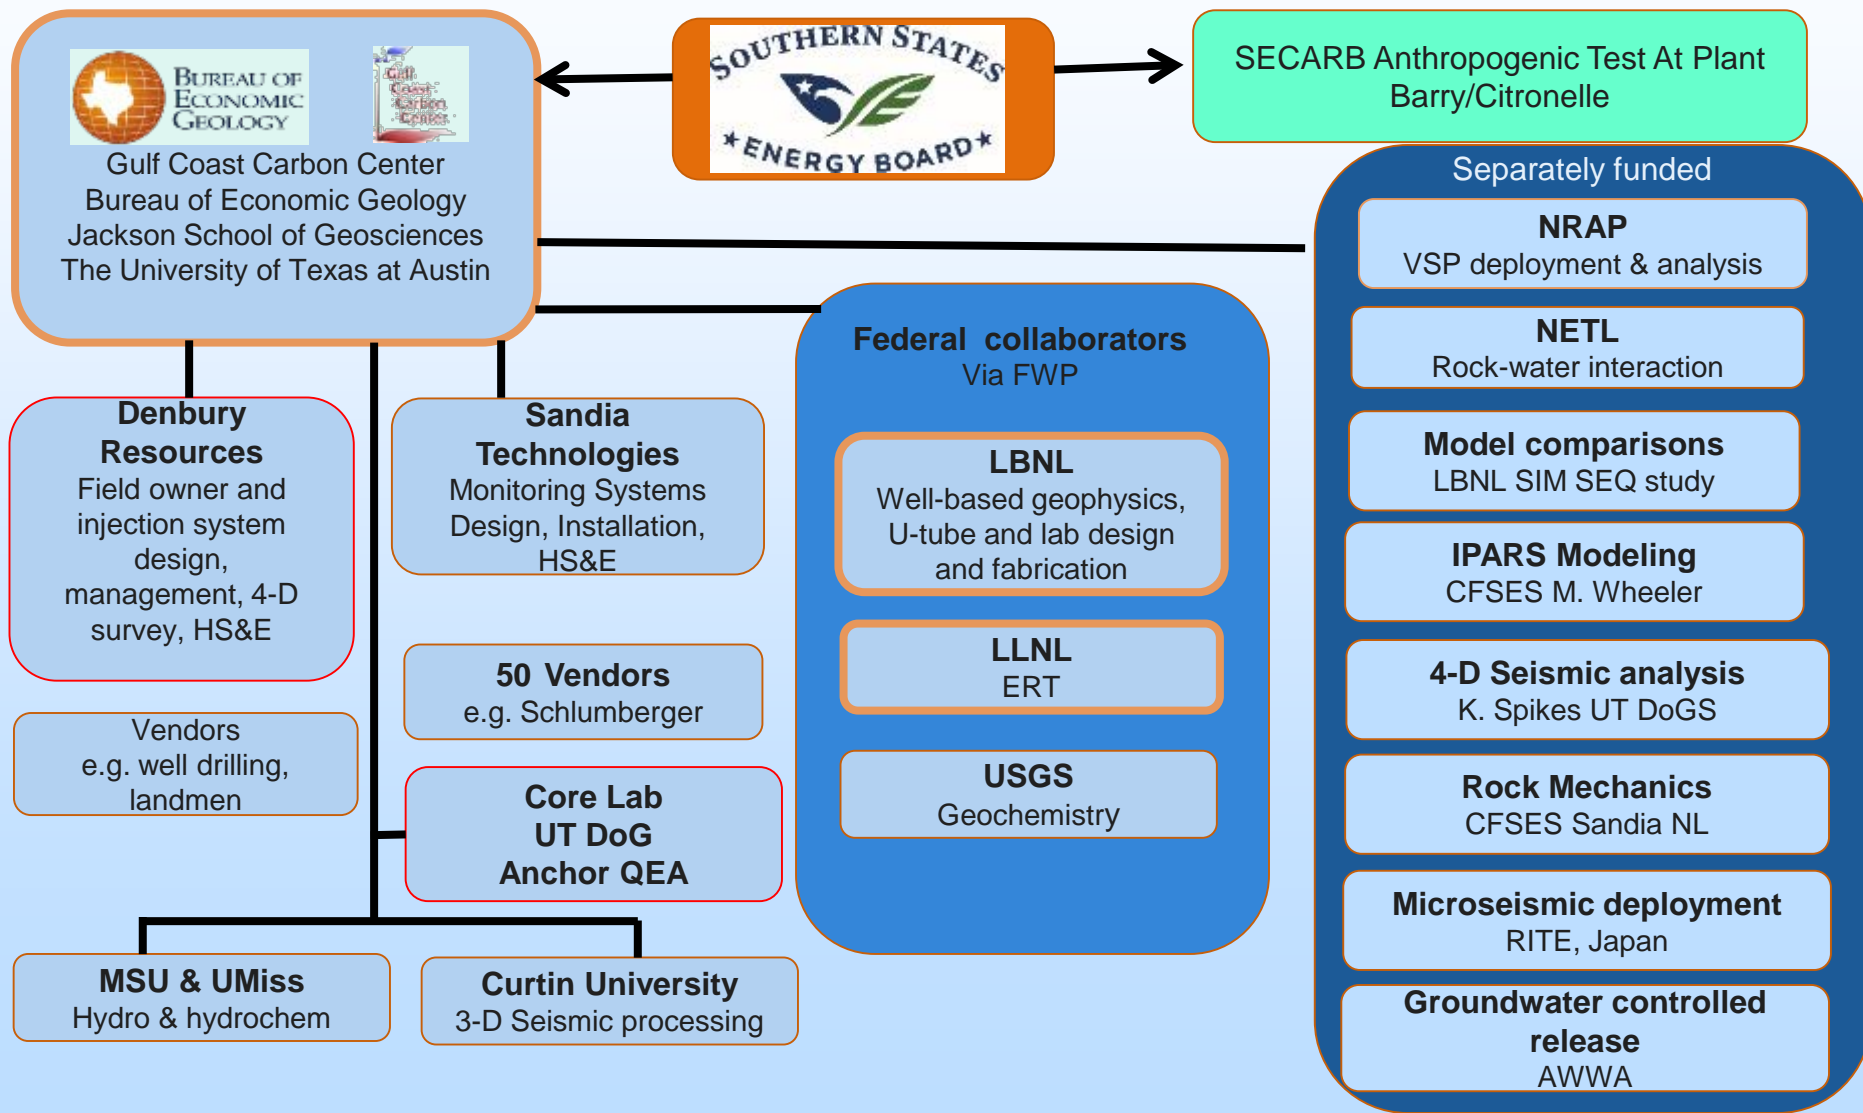 BUREAU OF
ECONOMIC
GEOLOGY
Gulf
Coast
Carbon
Center
Gulf Coast Carbon Center
Bureau of Economic Geology
Jackson School of Geosciences
The University of Texas at Austin
SOUTHERN STATES
ENERGY BOARD
SECARB Anthropogenic Test At Plant
Barry/Citronelle
Denbury
Resources
Field owner and
injection system
design,
management, 4-D
survey, HS&E
Vendors
e.g. well drilling,
landmen
Sandia
Technologies
Monitoring Systems
Design, Installation,
HS&E
50 Vendors
e.g. Schlumberger
Core Lab
UT DoG
Anchor QEA
MSU & UMiss
Hydro & hydrochem
Curtin University
3-D Seismic processing
Federal collaborators
Via FWP
LBNL
Well-based geophysics,
U-tube and lab design
and fabrication
LLNL
ERT
USGS
Geochemistry
Separately funded
NRAP
VSP deployment & analysis
NETL
Rock-water interaction
Model comparisons
LBNL SIM SEQ study
IPARS Modeling
CFSES M. Wheeler
4-D Seismic analysis
K. Spikes UT DoGS
Rock Mechanics
CFSES Sandia NL
Microseismic deployment
RITE, Japan
Groundwater controlled
release
AWWA